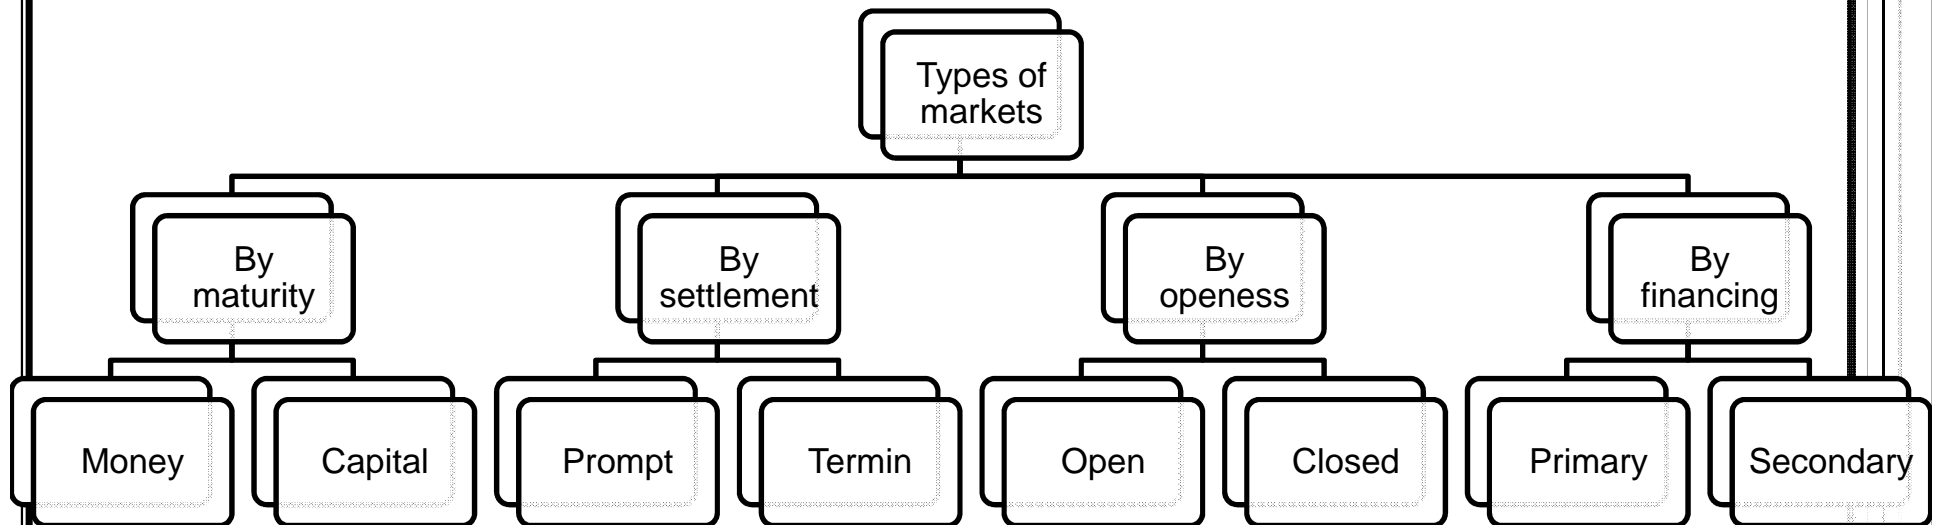 Types of
markets
By
maturity
By
settlement
By
openess
By
financing
Money
Capital
Prompt
Termin
Open
Closed
Primary
Secondary